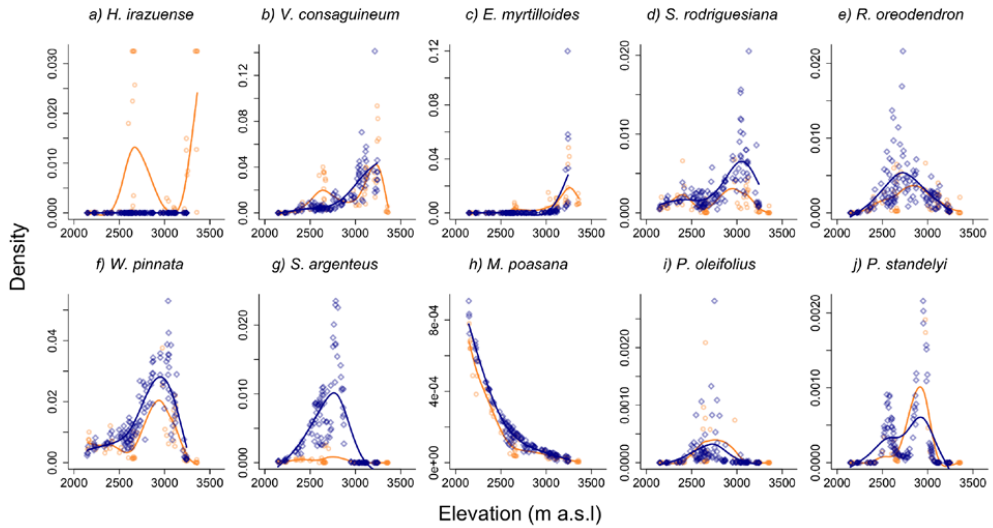 a) H. irazuense
b) V. consaguineum
c) E. myrtilloides
d) S. rodriguesiana
e) R. oreodendron
0.000 0.010 0.020 0.030
2000 2500 3000 3500
0.00 0.04 0.08 0.12
2000 2500 3000 3500
0.00 0.04 0.08 0.12
2000 2500 3000 3500
0.000 0.010 0.020
2000 2500 3000 3500
0.000 0.010 0.020
2000 2500 3000 3500
Density
f) W. pinnata
g) S. argenteus
h) M. poasana
i) P. oleifolius
j) P. standelyi
0.00 0.02 0.04
2000 2500 3000 3500
0.000 0.010 0.020
2000 2500 3000 3500
0e+00 4e-04 8e-04
2000 2500 3000 3500
0.0000 0.0010 0.0020
2000 2500 3000 3500
0.0000 0.0010 0.0020
2000 2500 3000 3500
Elevation (m a.s.l)